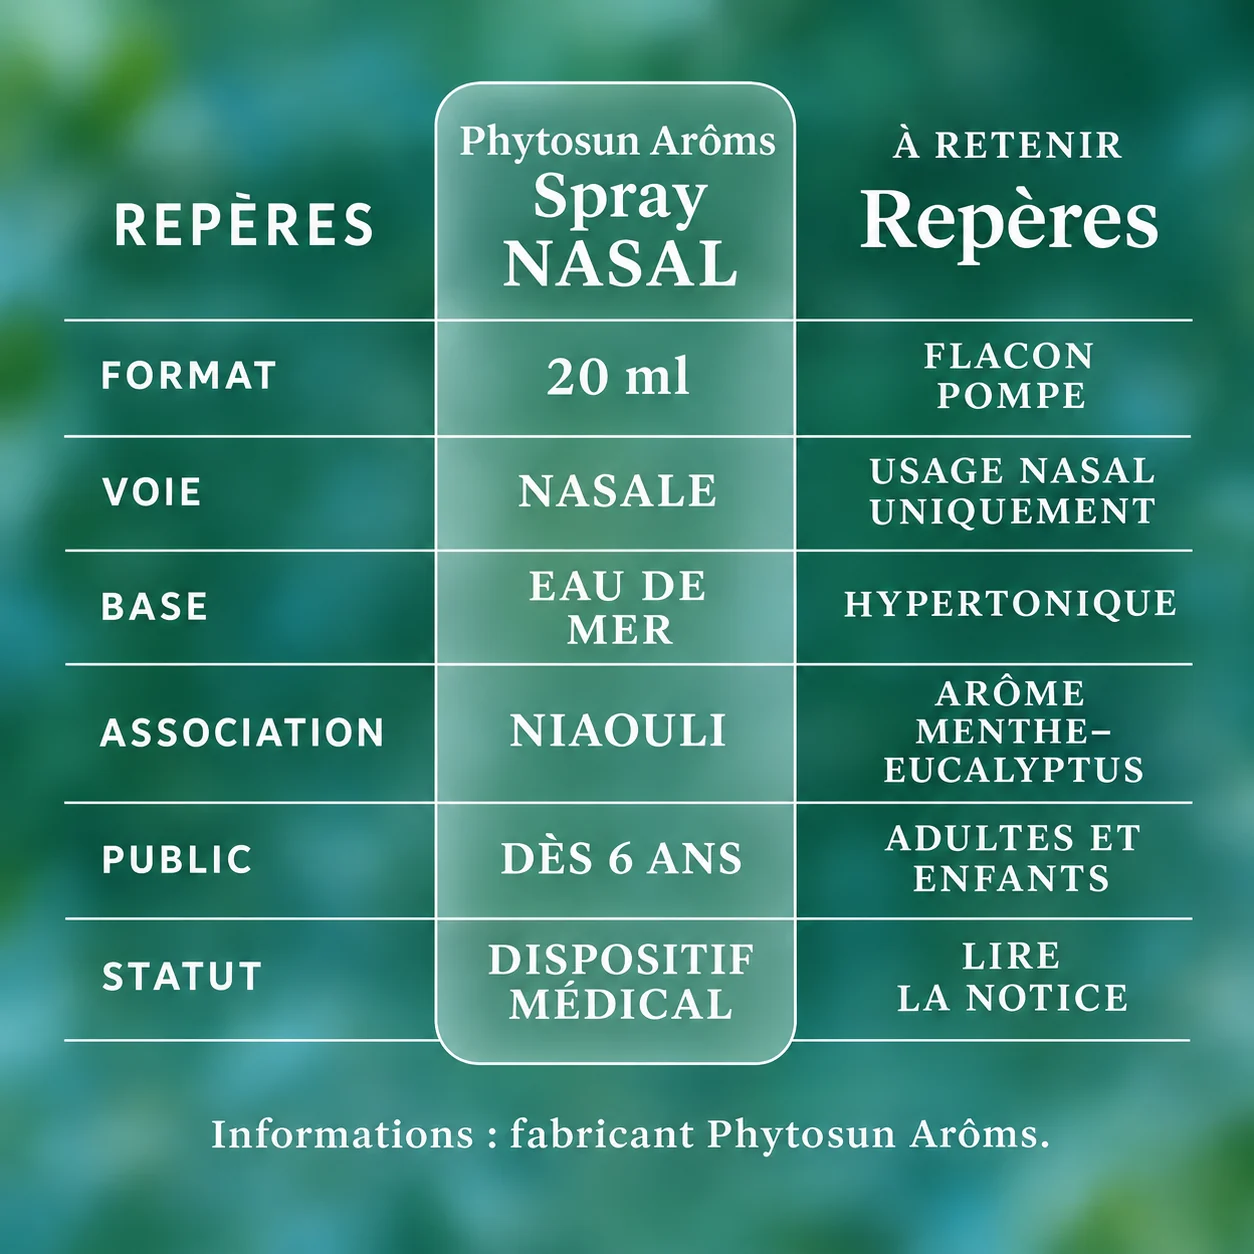 REPÈRES
Phytosun Arôms
Spray
NASAL
À RETENIR
Repères
FORMAT
20 ml
FLACON
POMPE
VOIE
NASALE
USAGE NASAL
UNIQUEMENT
BASE
EAU DE
MER
HYPERTONIQUE
ASSOCIATION
NIAOULI
ARÔME
MENTHE–
EUCALYPTUS
PUBLIC
DÈS 6 ANS
ADULTES ET
ENFANTS
STATUT
DISPOSITIF
MÉDICAL
LIRE
LA NOTICE
Informations : fabricant Phytosun Arôms.